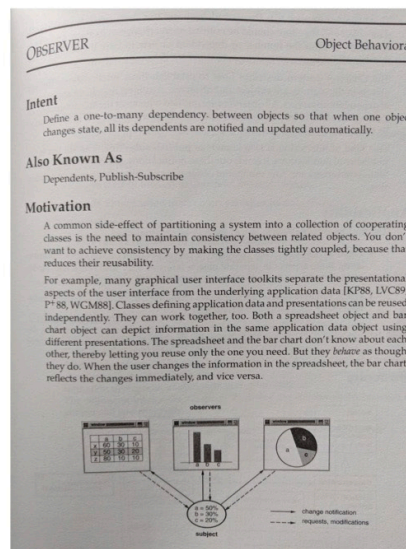 OBSERVER
Object Behaviora
Intent
Define a one-to-many dependency between objects so that when one objec
changes state, all its dependents are notified and updated automatically.
Also Known As
Dependents, Publish-Subscribe
Motivation
A common side-effect of partitioning a system into a collection of cooperating
classes is the need to maintain consistency between related objects. You don'
want to achieve consistency by making the classes tightly coupled, because tha
reduces their reusability.
For example, many graphical user interface toolkits separate the presentationa
aspects of the user interface from the underlying application data [KP88, LVC89
P+88, WGM88]. Classes defining application data and presentations can be reused
independently. They can work together, too. Both a spreadsheet object and bar
chart object can depict information in the same application data object using
different presentations. The spreadsheet and the bar chart don't know about each
other, thereby letting you reuse only the one you need. But they behave as though
they do. When the user changes the information in the spreadsheet, the bar chart
reflects the changes immediately, and vice versa.
observers
window window window
a b c
x 60 30 10
y 50 30 20
z 80 10 10
a b c
a b c
a = 50%
b = 30%
c = 20%
subject
change notification
requests, modifications